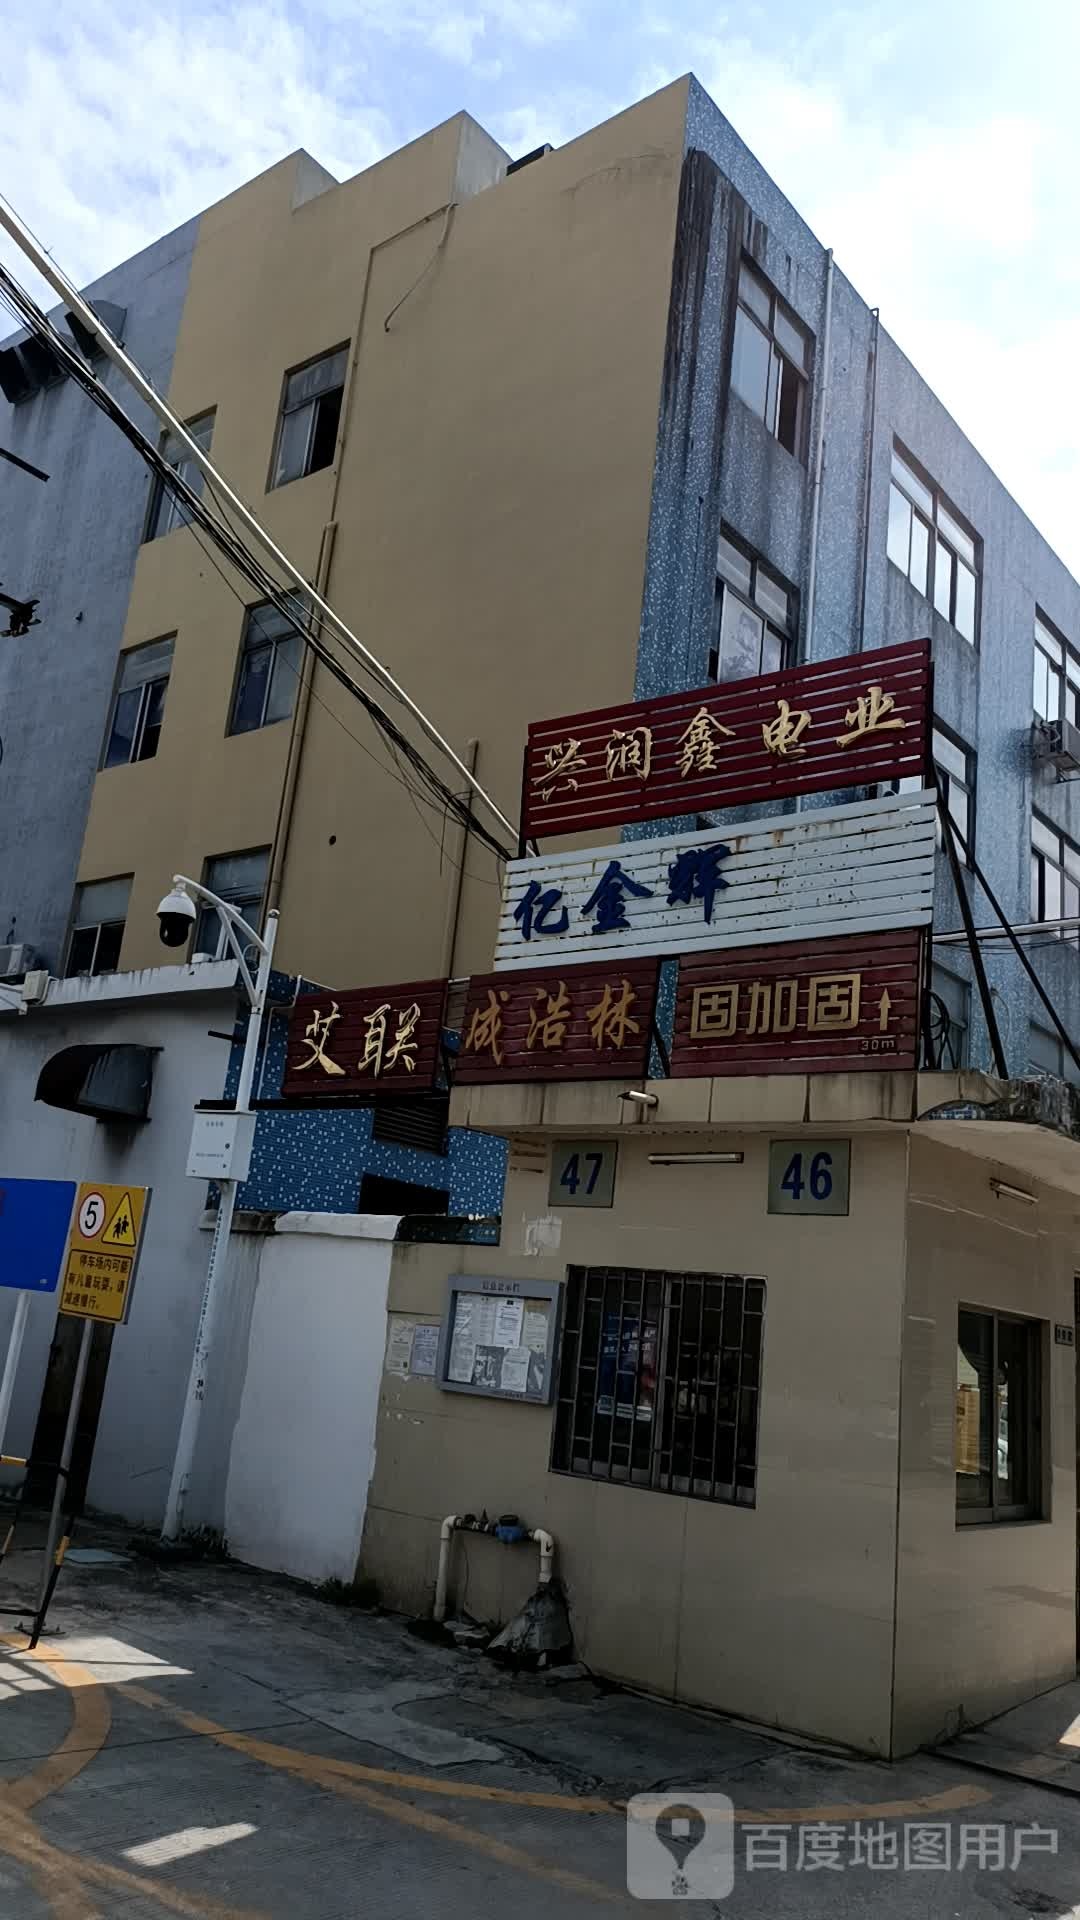 兴润鑫电业
亿金辉
艾联
成浩林
固加固
30m
47
46
5
停车场内可能
有儿童玩耍，请
减速慢行。
百度地图用户